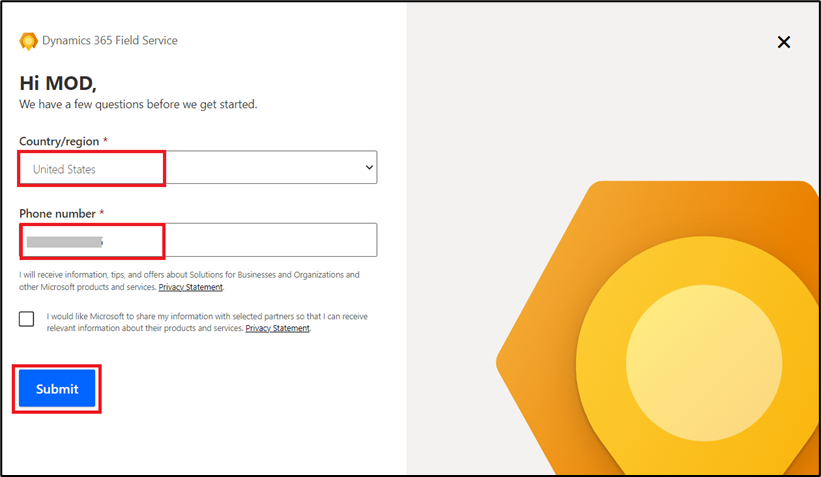 Dynamics 365 Field Service
Hi MOD,
We have a few questions before we get started.
Country/region *
United States
Phone number *
I will receive information, tips, and offers about Solutions for Businesses and Organizations and
other Microsoft products and services. Privacy Statement.
I would like Microsoft to share my information with selected partners so that I can receive
relevant information about their products and services. Privacy Statement.
Submit